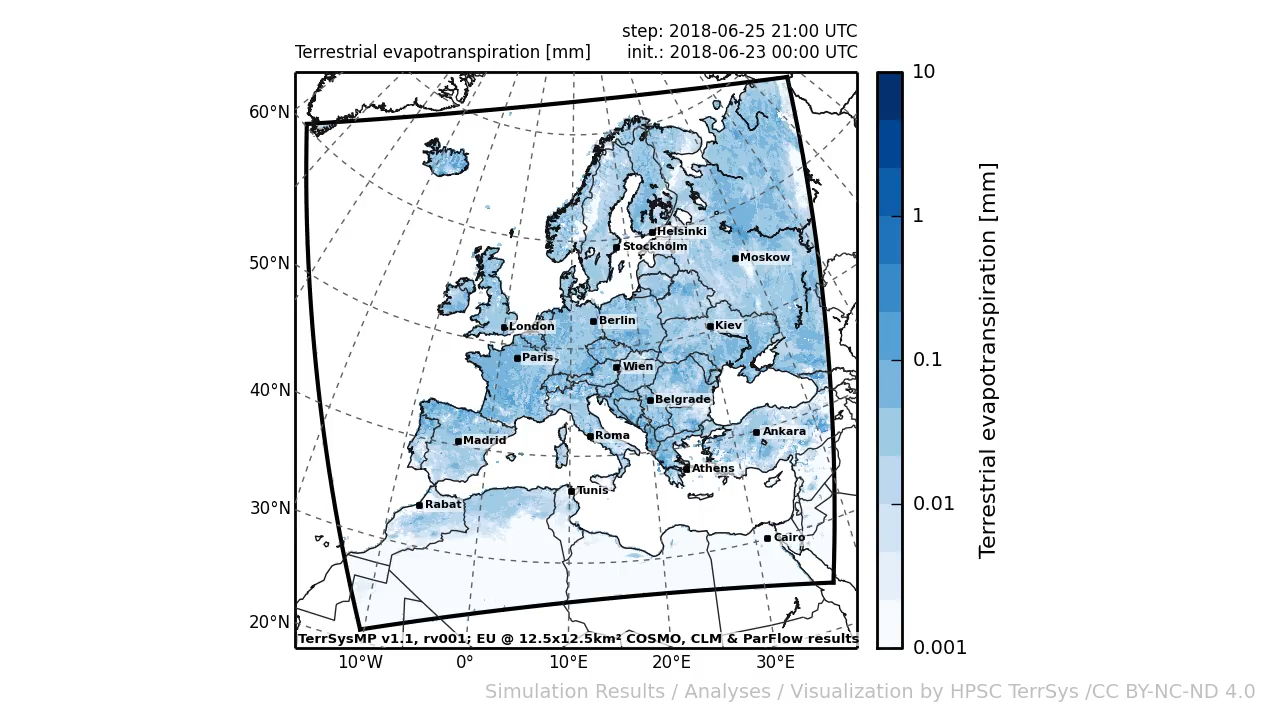 step: 2018-06-25 21:00 UTC
Terrestrial evapotranspiration [mm] init.: 2018-06-23 00:00 UTC
10
60°N
1
Helsinki
Stockholm
Moskow
50°N
London
Berlin
Kiev
Paris
Wien
0.1
40°N
Belgrade
Madrid
Roma
Ankara
Athens
Tunis
30°N
Rabat
0.01
Cairo
20°N
TerrSysMP v1.1, rv001; EU @ 12.5x12.5km² COSMO, CLM & ParFlow results
0.001
10°W 0° 10°E 20°E 30°E
Terrestrial evapotranspiration [mm]
Simulation Results / Analyses / Visualization by HPSC TerrSys /CC BY-NC-ND 4.0